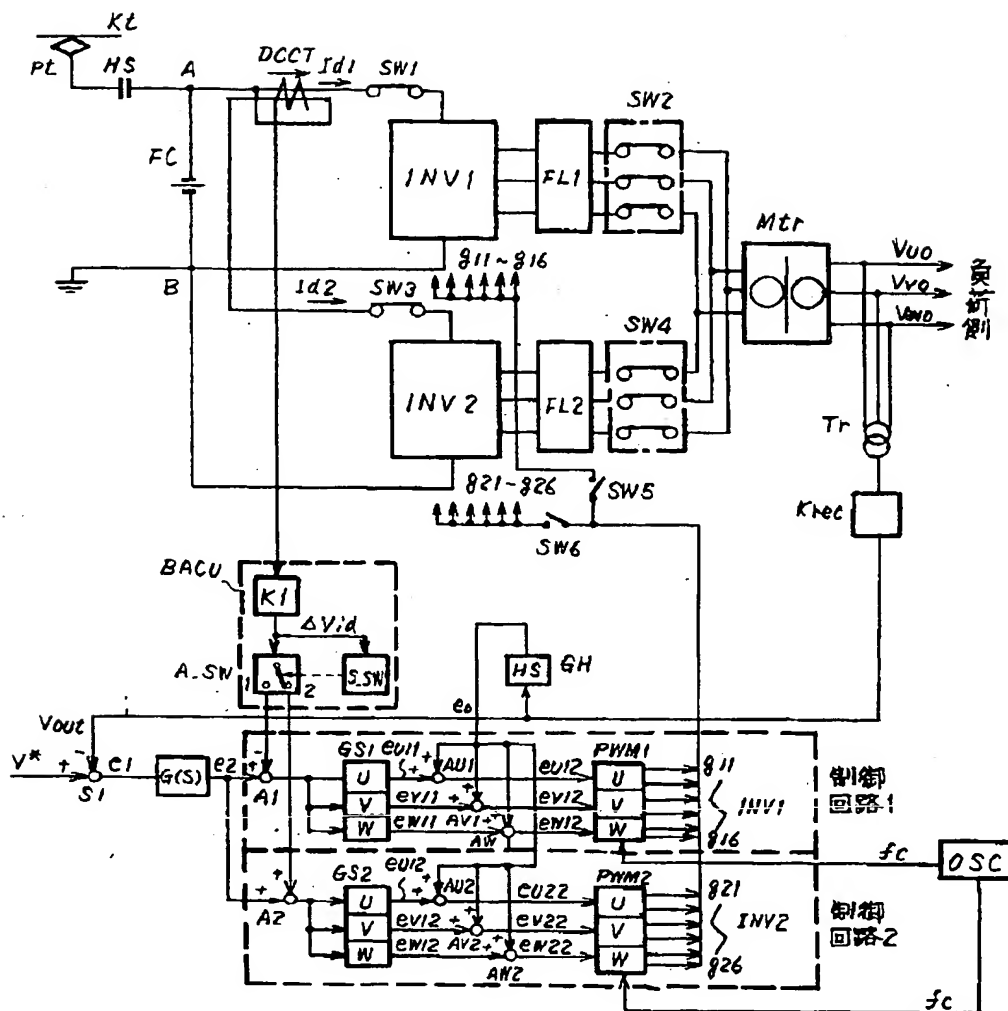 Kt
Pt
HS
A
DCCT
Id1
SW1
SW2
FC
INV1
FL1
Mtr
VUO
VVO
VWO
負荷側
B
g11~g16
Id2
SW3
SW4
INV2
FL2
Tr
g21~g26
SW5
SW6
Krec
BACU
K1
ΔVid
A_SW
1
2
S_SW
HS
GH
Vout
eo
V*
+
-
S1
e1
G(S)
e2
+
-
A1
GS1
eU11
+
+
AU1
eU12
PWM1
g11
U
V
W
eV11
+
+
AV1
eV12
eW11
+
+
AW
eW12
U
V
W
INV1
g16
制御
回路1
fc
OSC
+
+
A2
GS2
eU12
+
+
AU2
eU22
PWM2
g21
U
V
W
eV12
+
+
AV2
eV22
eW12
+
+
AW2
eW22
U
V
W
INV2
g26
制御
回路2
fc